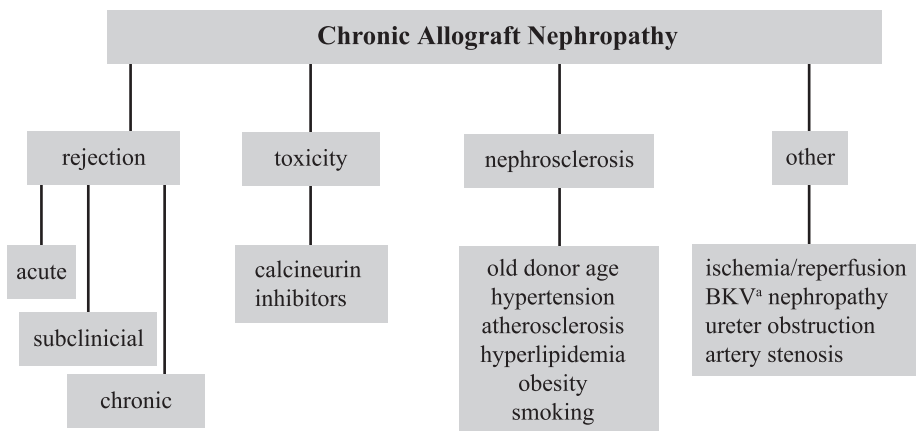 Chronic Allograft Nephropathy
rejection
toxicity
nephrosclerosis
other
acute
subclinicial
chronic
calcineurin
inhibitors
old donor age
hypertension
atherosclerosis
hyperlipidemia
obesity
smoking
ischemia/reperfusion
BKVᵃ nephropathy
ureter obstruction
artery stenosis